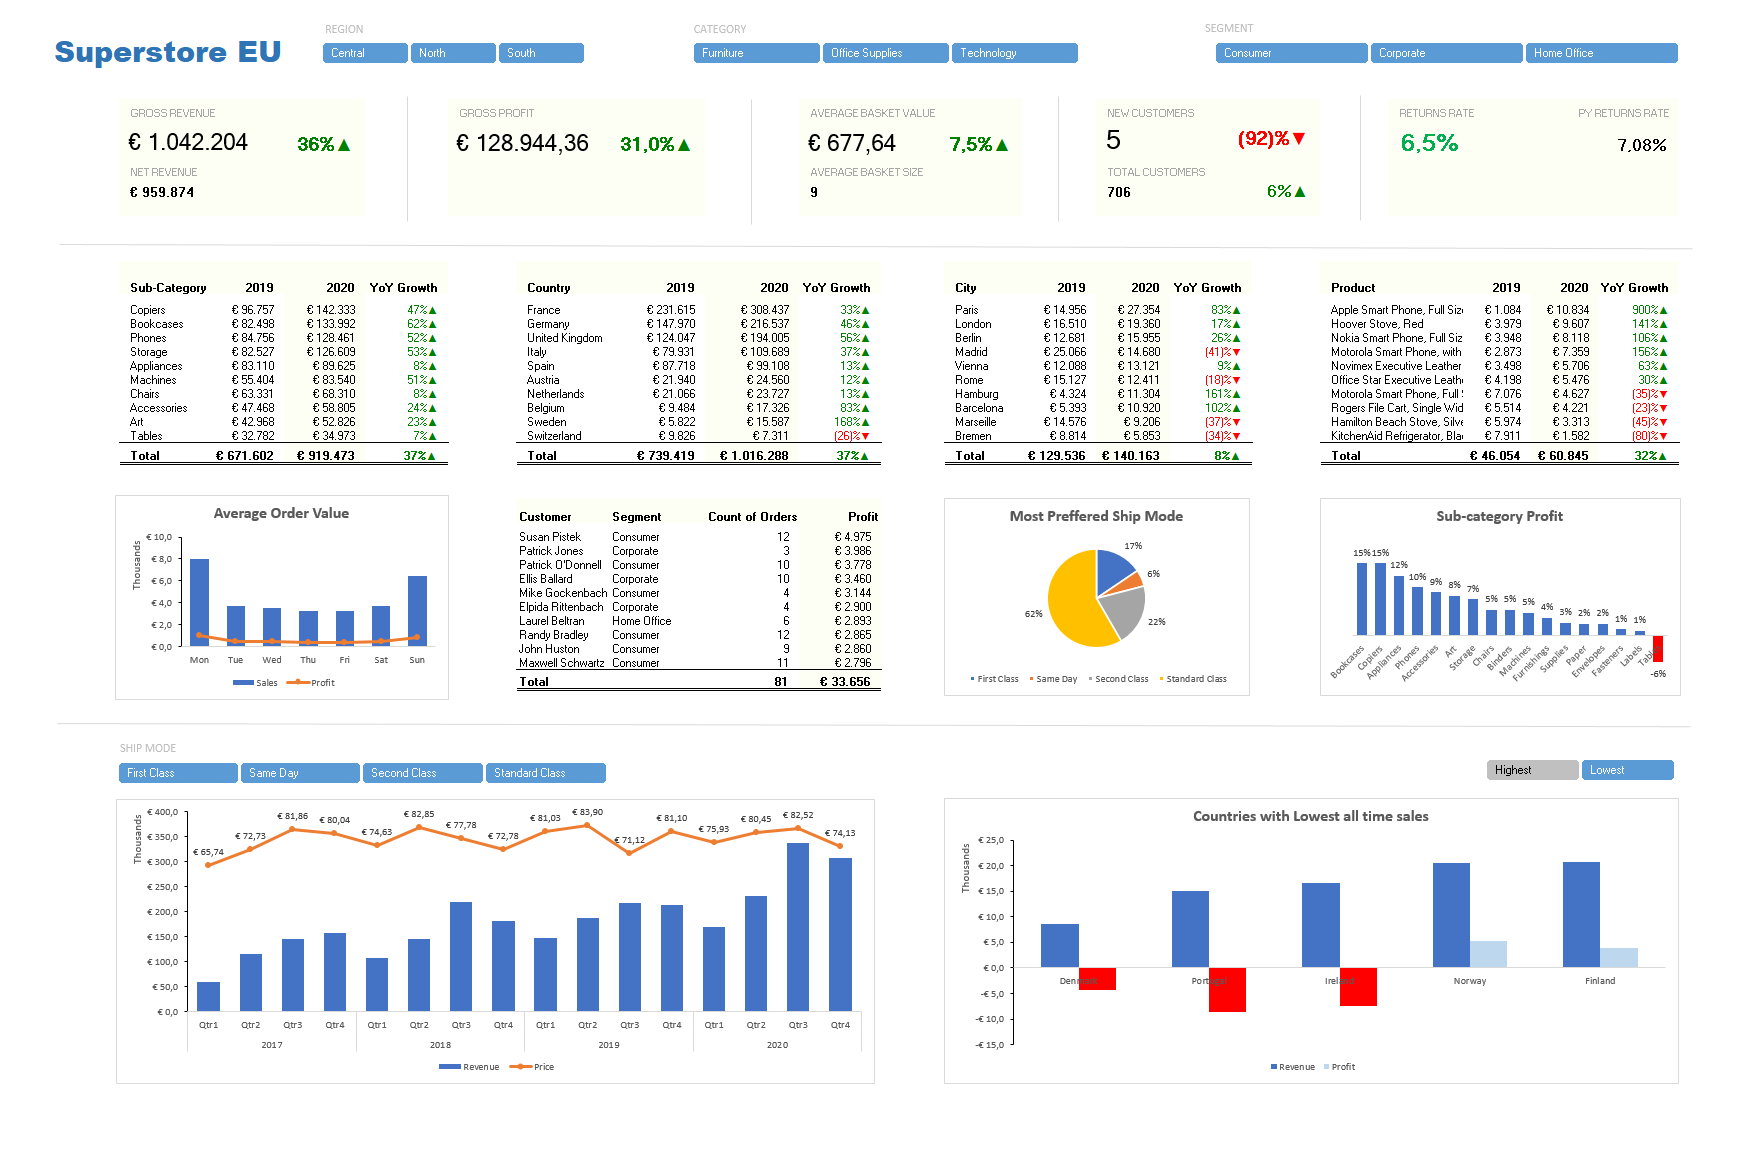 Superstore EU
REGION
Central North South
CATEGORY
Furniture Office Supplies Technology
SEGMENT
Consumer Corporate Home Office
GROSS REVENUE
€ 1.042.204 36%▲
NET REVENUE
€ 959.874
GROSS PROFIT
€ 128.944,36 31,0%▲
AVERAGE BASKET VALUE
€ 677,64 7,5%▲
AVERAGE BASKET SIZE
9
NEW CUSTOMERS
5 (92)%▼
TOTAL CUSTOMERS
706 6%▲
RETURNS RATE PY RETURNS RATE
6,5% 7,08%
Sub-Category 2019 2020 YoY Growth
Copiers € 96.757 € 142.333 47%▲
Bookcases € 82.498 € 133.992 62%▲
Phones € 84.756 € 128.461 52%▲
Storage € 82.527 € 126.609 53%▲
Appliances € 83.110 € 89.625 8%▲
Machines € 55.404 € 83.540 51%▲
Chairs € 63.331 € 68.310 8%▲
Accessories € 47.468 € 58.805 24%▲
Art € 42.968 € 52.826 23%▲
Tables € 32.782 € 34.973 7%▲
Total € 671.602 € 919.473 37%▲
Country 2019 2020 YoY Growth
France € 231.615 € 308.437 33%▲
Germany € 147.970 € 216.537 46%▲
United Kingdom € 124.047 € 194.005 56%▲
Italy € 79.931 € 109.689 37%▲
Spain € 87.718 € 99.108 13%▲
Austria € 21.940 € 24.560 12%▲
Netherlands € 21.066 € 23.727 13%▲
Belgium € 9.484 € 17.326 83%▲
Sweden € 5.822 € 15.587 168%▲
Switzerland € 9.826 € 7.311 (26)%▼
Total € 739.419 € 1.016.288 37%▲
City 2019 2020 YoY Growth
Paris € 14.956 € 27.354 83%▲
London € 16.510 € 19.360 17%▲
Berlin € 12.681 € 15.955 26%▲
Madrid € 25.066 € 14.680 (41)%▼
Vienna € 12.088 € 13.121 9%▲
Rome € 15.127 € 12.411 (18)%▼
Hamburg € 4.324 € 11.304 161%▲
Barcelona € 5.393 € 10.920 102%▲
Marseille € 14.576 € 9.206 (37)%▼
Bremen € 8.814 € 5.853 (34)%▼
Total € 129.536 € 140.163 8%▲
Product 2019 2020 YoY Growth
Apple Smart Phone, Full Size € 1.084 € 10.834 900%▲
Hoover Stove, Red € 3.979 € 9.607 141%▲
Nokia Smart Phone, Full Siz € 3.948 € 8.118 106%▲
Motorola Smart Phone, with € 2.873 € 7.359 156%▲
Novimex Executive Leather € 3.498 € 5.706 63%▲
Office Star Executive Leath € 4.198 € 5.476 30%▲
Motorola Smart Phone, Full € 7.076 € 4.627 (35)%▼
Rogers File Cart, Single Wid € 5.514 € 4.221 (23)%▼
Hamilton Beach Stove, Silve € 5.974 € 3.313 (45)%▼
KitchenAid Refrigerator, Bla € 7.911 € 1.582 (80)%▼
Total € 46.054 € 60.845 32%▲
Average Order Value
Thousands
€ 10,0
€ 8,0
€ 6,0
€ 4,0
€ 2,0
€ 0,0
Mon Tue Wed Thu Fri Sat Sun
Sales Profit
Customer Segment Count of Orders Profit
Susan Pistek Consumer 12 € 4.975
Patrick Jones Corporate 3 € 3.986
Patrick O'Donnell Consumer 10 € 3.778
Ellis Ballard Corporate 10 € 3.460
Mike Gockenbach Consumer 4 € 3.144
Elpida Rittenbach Corporate 4 € 2.900
Laurel Beltran Home Office 6 € 2.893
Randy Bradley Consumer 12 € 2.865
John Huston Consumer 9 € 2.860
Maxwell Schwartz Consumer 11 € 2.796
Total 81 € 33.656
Most Preffered Ship Mode
17%
6%
22%
62%
First Class Same Day Second Class Standard Class
Sub-category Profit
15% 15% 12% 10% 9% 8% 7% 5% 5% 5% 4% 3% 2% 2% 1% 1% -6%
Bookcases Copiers Appliances Phones Accessories Art Storage Chairs Binders Machines Furnishings Supplies Paper Envelopes Fasteners Labels Tables
SHIP MODE
First Class Same Day Second Class Standard Class
Highest Lowest
Thousands
€ 400,0
€ 350,0
€ 300,0
€ 250,0
€ 200,0
€ 150,0
€ 100,0
€ 50,0
€ 0,0
€ 65,74 € 72,73 € 81,86 € 80,04 € 74,63 € 82,85 € 77,78 € 72,78 € 81,03 € 83,90 € 71,12 € 81,10 € 75,93 € 80,45 € 82,52 € 74,13
Qtr1 Qtr2 Qtr3 Qtr4 Qtr1 Qtr2 Qtr3 Qtr4 Qtr1 Qtr2 Qtr3 Qtr4 Qtr1 Qtr2 Qtr3 Qtr4
2017 2018 2019 2020
Revenue Price
Countries with Lowest all time sales
Thousands
€ 25,0
€ 20,0
€ 15,0
€ 10,0
€ 5,0
€ 0,0
-€ 5,0
-€ 10,0
-€ 15,0
Denmark Portugal Ireland Norway Finland
Revenue Profit